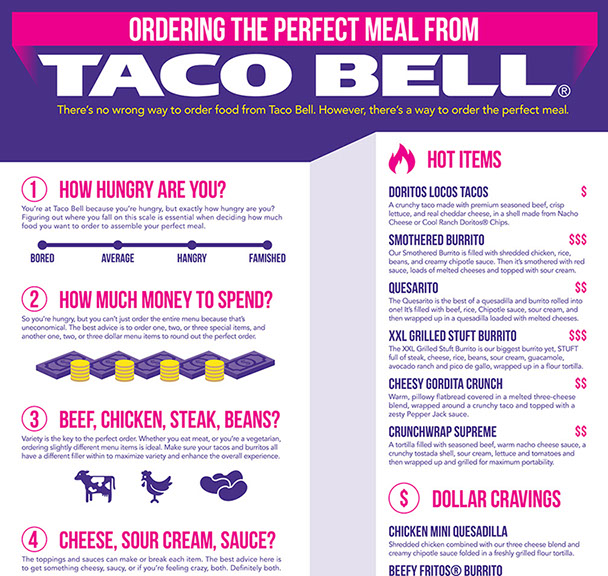 ORDERING THE PERFECT MEAL FROM
TACO BELL®
There's no wrong way to order food from Taco Bell. However, there's a way to order the perfect meal.
1 HOW HUNGRY ARE YOU?
You're at Taco Bell because you're hungry, but exactly how hungry are you?
Figuring out where you fall on this scale is essential when deciding how much
food you want to order to assemble your perfect meal.
BORED AVERAGE HANGRY FAMISHED
2 HOW MUCH MONEY TO SPEND?
So you're hungry, but you can't just order the entire menu because that's
uneconomical. The best advice is to order one, two, or three special items, and
another one, two, or three dollar menu items to round out the perfect order.
3 BEEF, CHICKEN, STEAK, BEANS?
Variety is the key to the perfect order. Whether you eat meat, or you're a vegetarian,
ordering slightly different menu items is ideal. Make sure your tacos and burritos all
have a different filler within to maximize variety and enhance the overall experience.
4 CHEESE, SOUR CREAM, SAUCE?
The toppings and sauces can make or break each item. The best advice here is
to get something cheesy, saucy, or if you're feeling crazy, both. Definitely both.
HOT ITEMS
DORITOS LOCOS TACOS $
A crunchy taco made with premium seasoned beef, crisp
lettuce, and real cheddar cheese, in a shell made from Nacho
Cheese or Cool Ranch Doritos® Chips.
SMOTHERED BURRITO $$$
Our Smothered Burrito is filled with shredded chicken, rice,
beans, and creamy chipotle sauce. Then it's smothered with red
sauce, loads of melted cheeses and topped with sour cream.
QUESARITO $$
The Quesarito is the best of a quesadilla and burrito rolled into
one! It's filled with beef, rice, Chipotle sauce, sour cream, and
then wrapped up in a quesadilla loaded with melted cheeses.
XXL GRILLED STUFT BURRITO $$$
The XXL Grilled Stuft Burrito is our biggest burrito yet, STUFT
full of steak, cheese, rice, beans, sour cream, guacamole,
avocado ranch and pico de gallo, wrapped up in a flour tortilla.
CHEESY GORDITA CRUNCH $$
Warm, pillowy flatbread covered in a melted three-cheese
blend, wrapped around a crunchy taco and topped with a
zesty Pepper Jack sauce.
CRUNCHWRAP SUPREME $$
A tortilla filled with seasoned beef, warm nacho cheese sauce, a
crunchy tostada shell, sour cream, lettuce and tomatoes and
then wrapped up and grilled for maximum portability.
$ DOLLAR CRAVINGS
CHICKEN MINI QUESADILLA
Shredded chicken combined with our three cheese blend and
creamy chipotle sauce folded in a freshly grilled flour tortilla.
BEEFY FRITOS® BURRITO